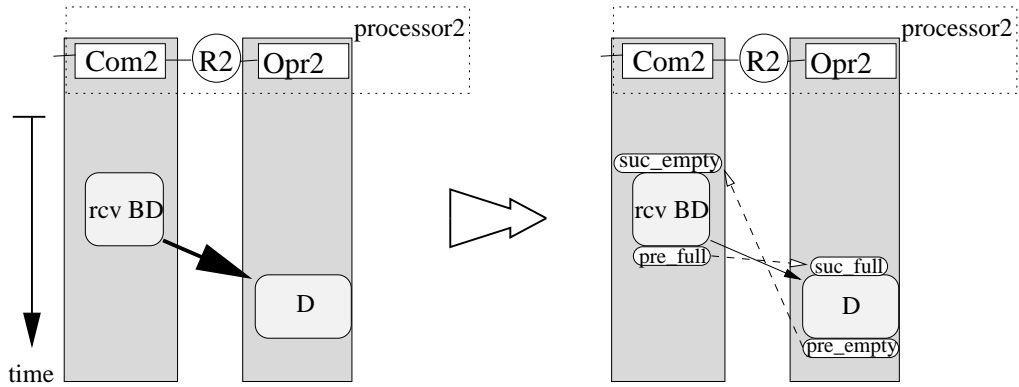 processor2
Com2
R2
Opr2
rcv BD
D
time
processor2
Com2
R2
Opr2
suc_empty
rcv BD
pre_full
suc_full
D
pre_empty